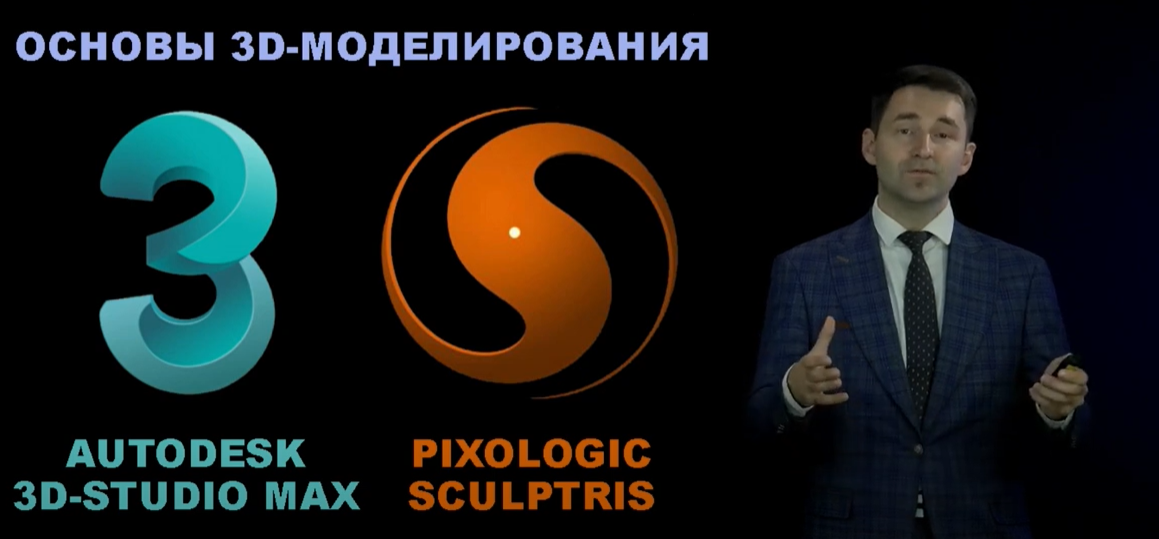 ОСНОВЫ 3D-МОДЕЛИРОВАНИЯ
AUTODESK
3D-STUDIO MAX
PIXOLOGIC
SCULPTRIS